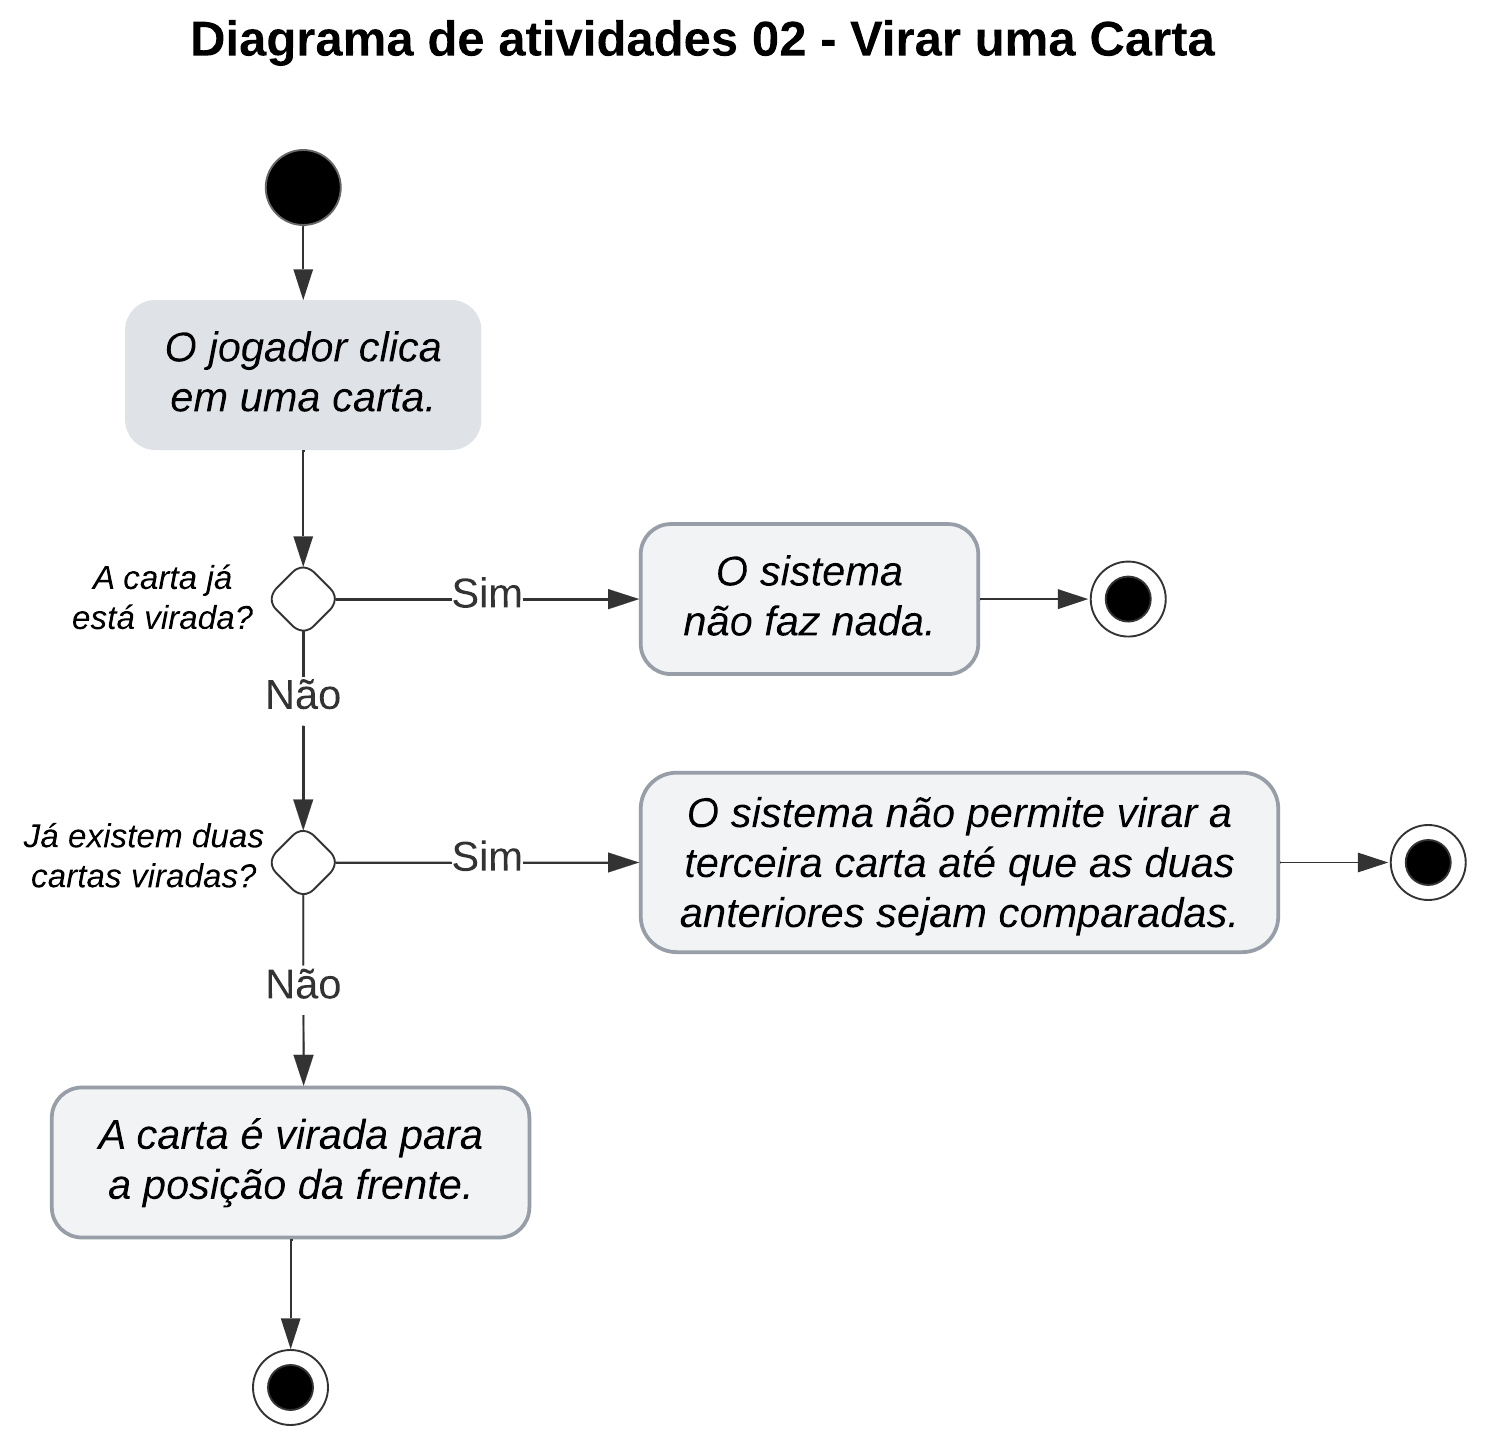 Diagrama de atividades 02 - Virar uma Carta
O jogador clica
em uma carta.
A carta já
está virada?
Sim
O sistema
não faz nada.
Não
Já existem duas
cartas viradas?
Sim
O sistema não permite virar a
terceira carta até que as duas
anteriores sejam comparadas.
Não
A carta é virada para
a posição da frente.